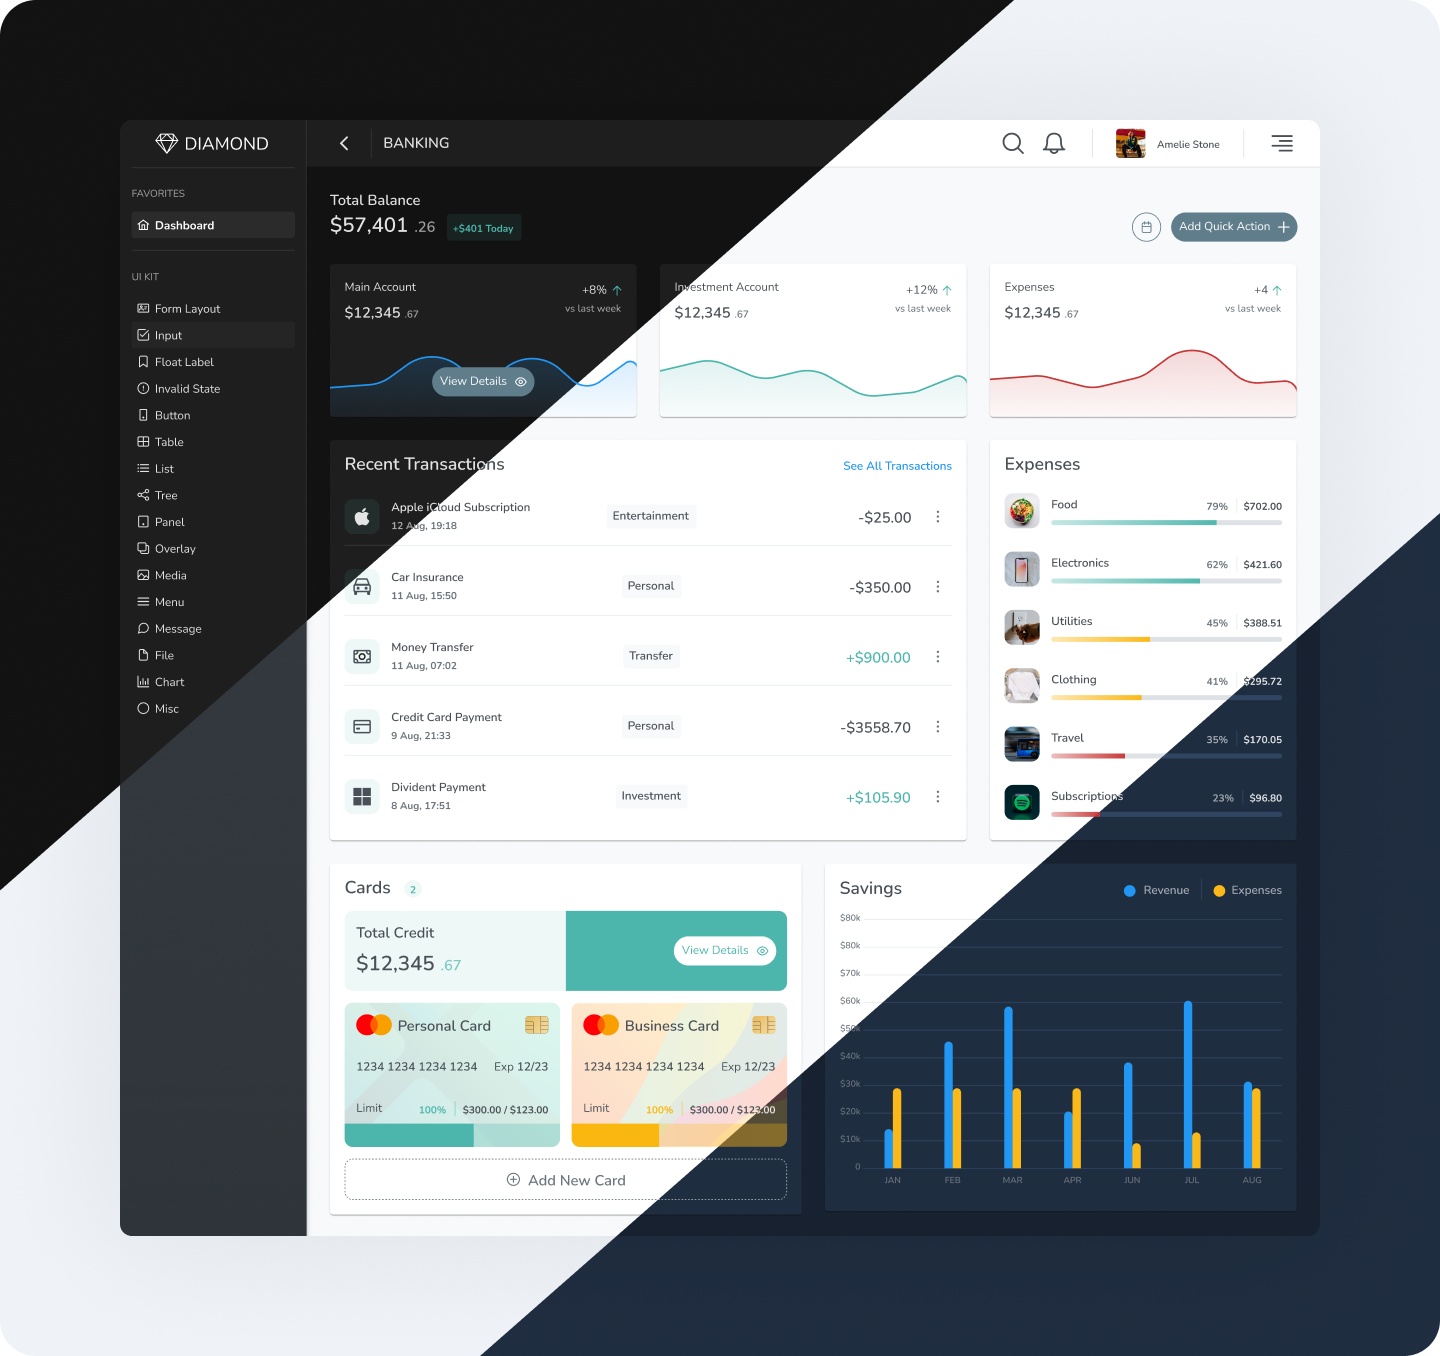 DIAMOND
BANKING
Amelie Stone
FAVORITES
Dashboard
UI KIT
Form Layout
Input
Float Label
Invalid State
Button
Table
List
Tree
Panel
Overlay
Media
Menu
Message
File
Chart
Misc
Total Balance
$57,401 .26 +$401 Today
Add Quick Action
Main Account +8%
$12,345 .67 vs last week
View Details
Investment Account +12%
$12,345 .67 vs last week
Expenses +4
$12,345 .67 vs last week
Recent Transactions See All Transactions
Apple iCloud Subscription
12 Aug, 19:18
Entertainment -$25.00
Car Insurance
11 Aug, 15:50
Personal -$350.00
Money Transfer
11 Aug, 07:02
Transfer +$900.00
Credit Card Payment
9 Aug, 21:33
Personal -$3558.70
Divident Payment
8 Aug, 17:51
Investment +$105.90
Expenses
Food 79% $702.00
Electronics 62% $421.60
Utilities 45% $388.51
Clothing 41% $295.72
Travel 35% $170.05
Subscriptions 23% $96.80
Cards 2
Total Credit
$12,345 .67
View Details
Personal Card
1234 1234 1234 1234 Exp 12/23
Limit 100% $300.00 / $123.00
Business Card
1234 1234 1234 1234 Exp 12/23
Limit 100% $300.00 / $123.00
Add New Card
Savings Revenue Expenses
$80k
$80k
$70k
$60k
$50k
$40k
$30k
$20k
$10k
0
JAN FEB MAR APR JUN JUL AUG